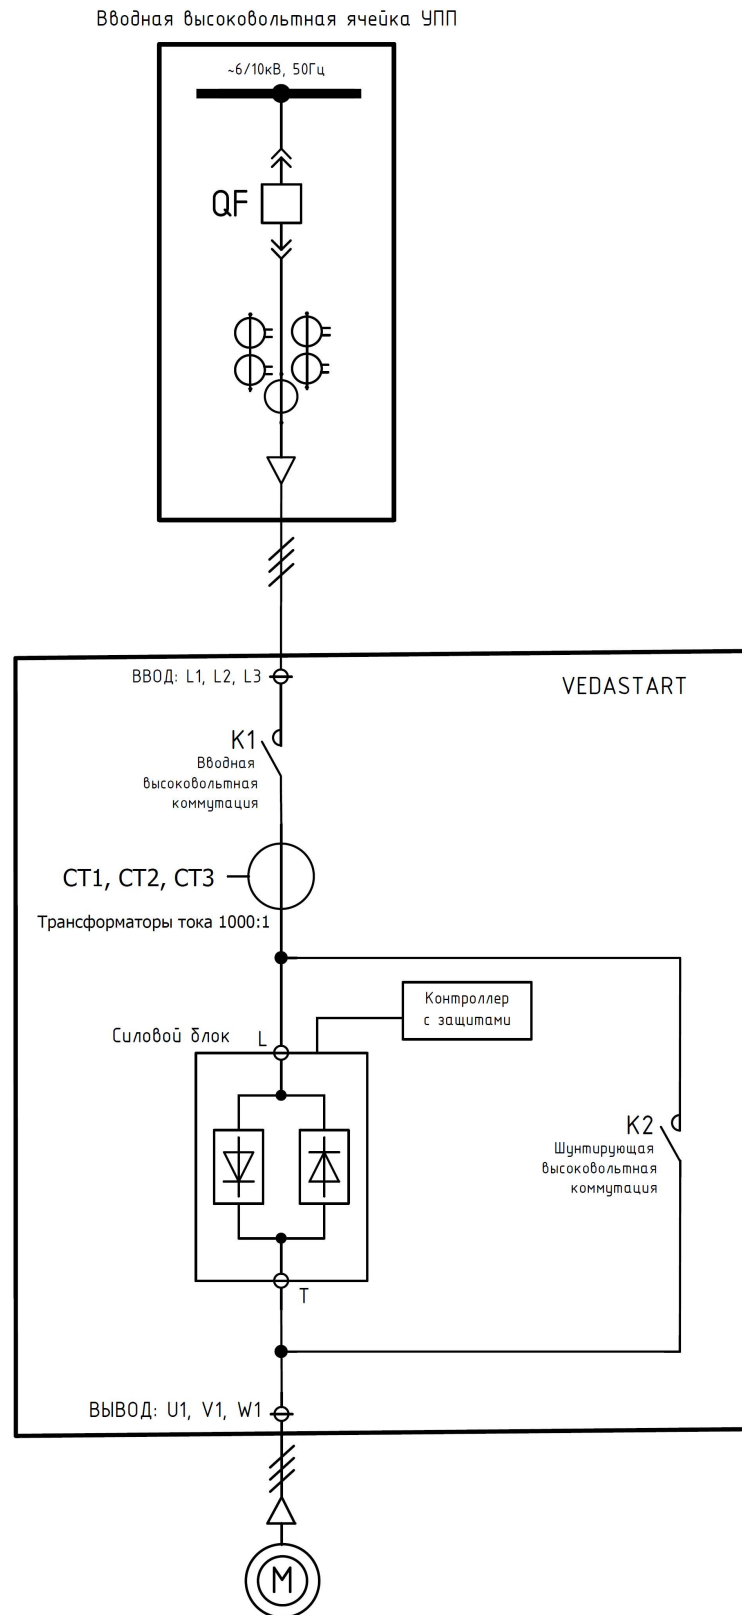 Вводная высоковольтная ячейка УПП
~6/10кВ, 50Гц
QF
ВВОД: L1, L2, L3
VEDASTART
K1
Вводная
высоковольтная
коммутация
CT1, CT2, CT3
Трансформаторы тока 1000:1
Контроллер
с защитами
Силовой блок
L
K2
Шунтирующая
высоковольтная
коммутация
T
ВЫВОД: U1, V1, W1
M